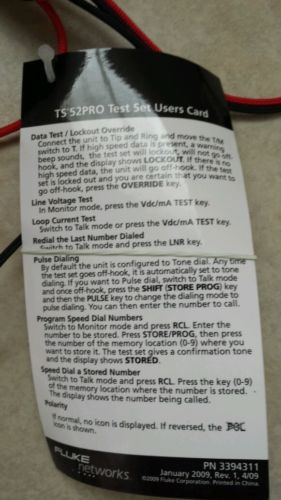 TS 52PRO Test Set Users Card
Data Test / Lockout Override
Connect the unit to Tip and Ring and move the T/M
switch to T. If high speed data is present, a warning
beep sounds, the test set will lockout, will not go off-
hook, and the display shows LOCKOUT. If there is no
high speed data, the unit will go off-hook. If the test
set is locked out and you are certain that you want to
go off-hook, press the OVERRIDE key.
Line Voltage Test
In Monitor mode, press the Vdc/mA TEST key.
Loop Current Test
Switch to Talk mode or press the Vdc/mA TEST key.
Redial the Last Number Dialed
Switch to Talk mode and press the LNR key.
Pulse Dialing
By default the unit is configured to Tone dial. Any time
the test set goes off-hook, it is automatically set to tone
dialing. If you want to Pulse dial, switch to Talk mode
and once off-hook, press the SHIFT (STORE PROG) key
and then the PULSE key to change the dialing mode to
pulse dialing. You can then enter the number to call.
Program Speed Dial Numbers
Switch to Monitor mode and press RCL. Enter the
number to be stored. Press STORE/PROG, then press
the number of the memory location (0-9) where you
want to store it. The test set gives a confirmation tone
and the display shows STORED.
Speed Dial a Stored Number
Switch to Talk mode and press RCL. Press the key (0-9)
of the memory location where the number is stored.
The display shows the number being called.
Polarity
If normal, no icon is displayed. If reversed, the
icon is shown.
FLUKE
networks
PN 3394311
January 2009, Rev. 1, 4/09
©2009 Fluke Corporation. Printed in China.